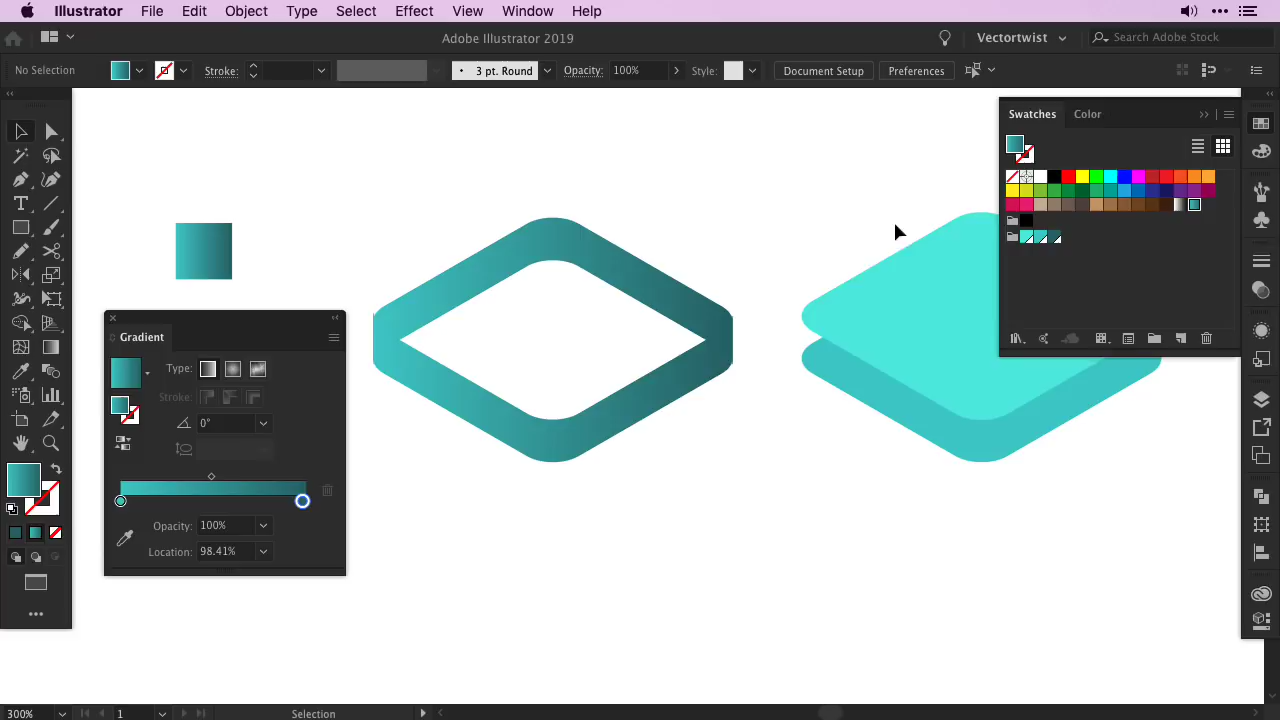 Illustrator File Edit Object Type Select Effect View Window Help
Adobe Illustrator 2019
Vectortwist
Search Adobe Stock
No Selection
Stroke:
3 pt. Round
Opacity: 100%
Style:
Document Setup
Preferences
Swatches Color
Gradient
Type:
Stroke:
0°
Opacity: 100%
Location: 98.41%
300%
1
Selection